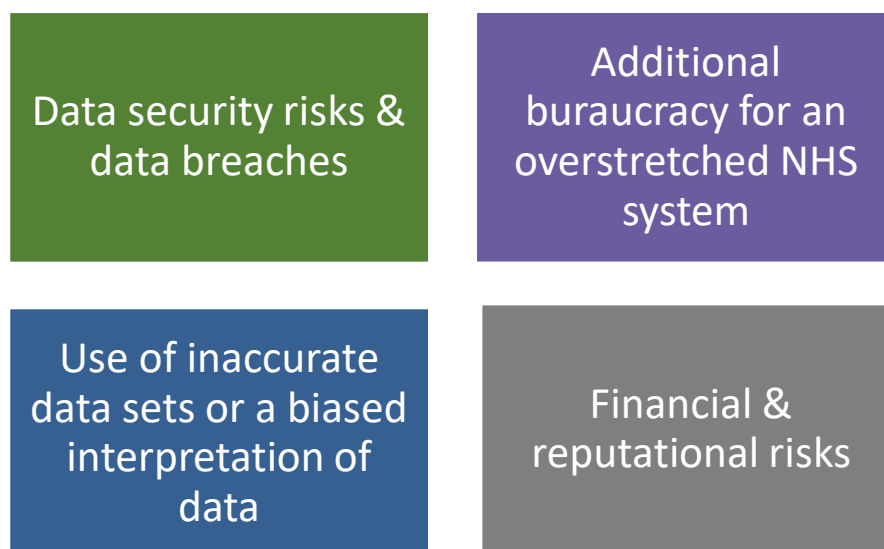 Data security risks &
data breaches
Additional
buraucracy for an
overstretched NHS
system
Use of inaccurate
data sets or a biased
interpretation of
data
Financial &
reputational risks